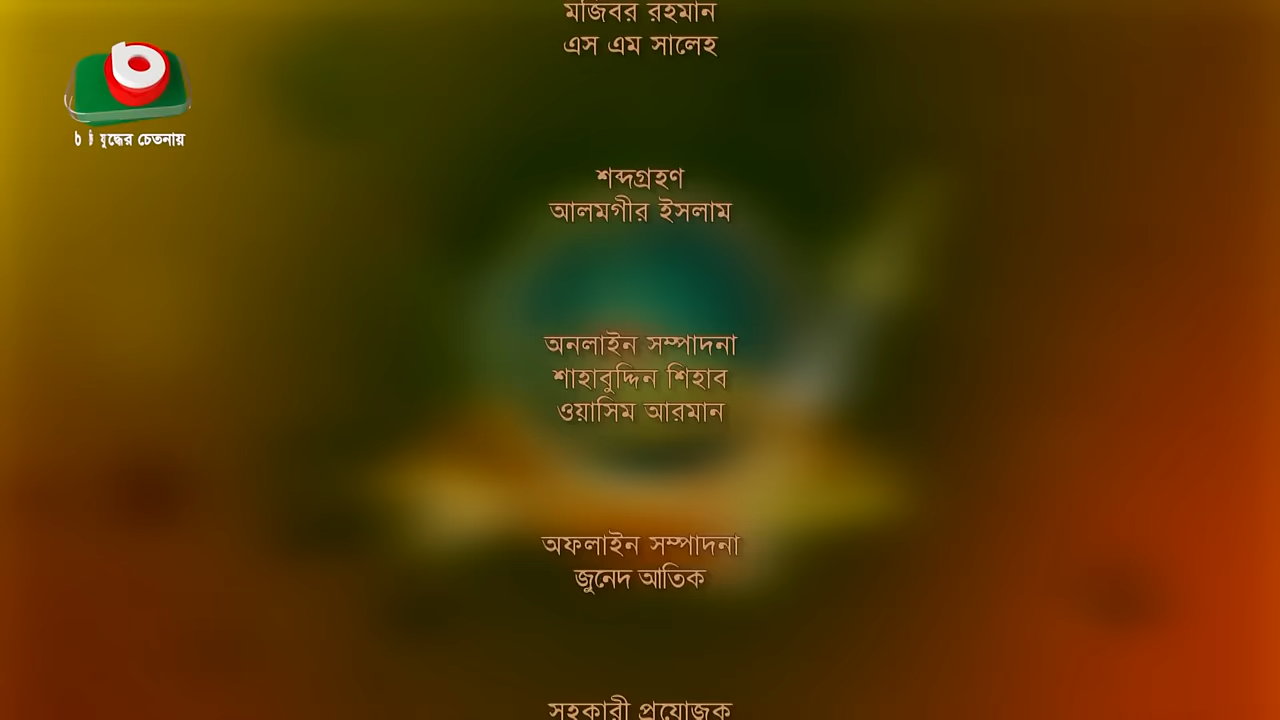 মজিবর রহমান
এস এম সালেহ
যুদ্ধের চেতনায়
শব্দগ্রহণ
আলমগীর ইসলাম
অনলাইন সম্পাদনা
শাহাবুদ্দিন শিহাব
ওয়াসিম আরমান
অফলাইন সম্পাদনা
জুনেদ আতিক
সহকারী প্রযোজক